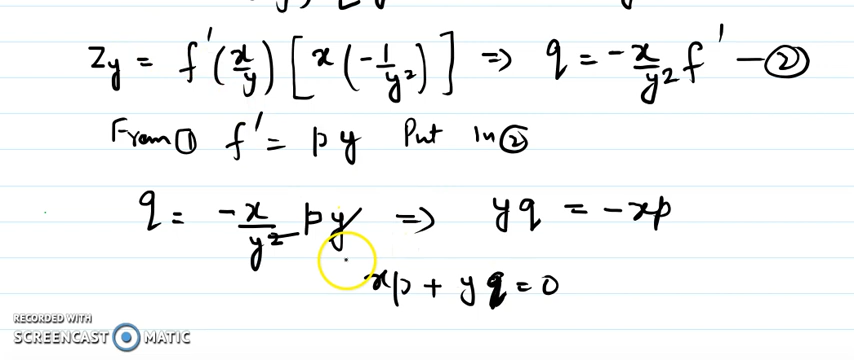 Zy = f'(x/y) [x(-1/y²)] => q = -x/y² f' — ②
From ① f' = py Put in ②
q = -x/y² py => yq = -xp
xp + yq = 0
RECORDED WITH
SCREENCAST MATIC